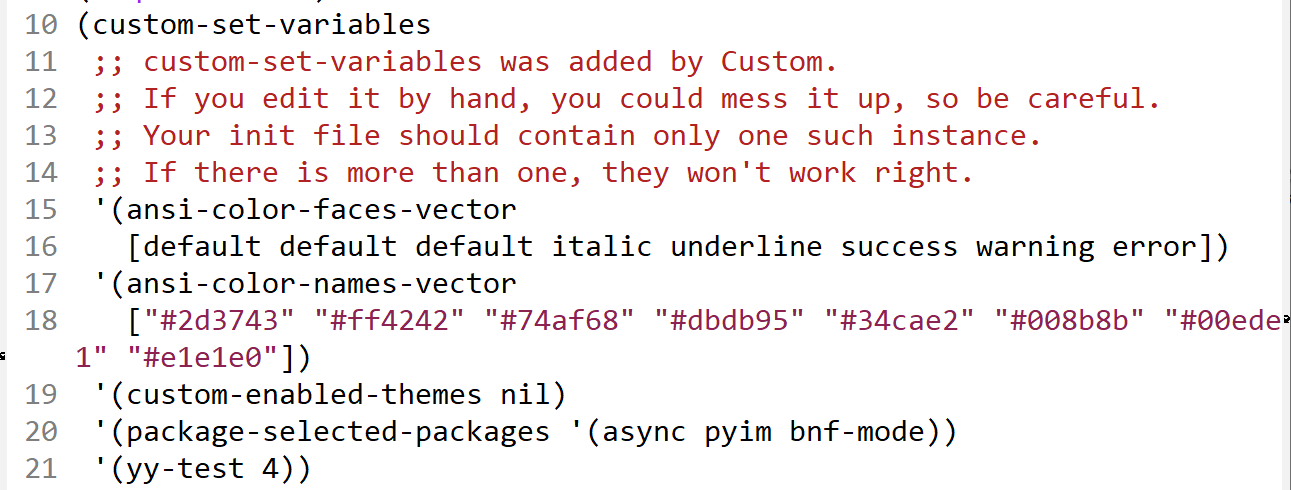 10 (custom-set-variables
11  ;; custom-set-variables was added by Custom.
12  ;; If you edit it by hand, you could mess it up, so be careful.
13  ;; Your init file should contain only one such instance.
14  ;; If there is more than one, they won't work right.
15  '(ansi-color-faces-vector
16    [default default default italic underline success warning error])
17  '(ansi-color-names-vector
18    ["#2d3743" "#ff4242" "#74af68" "#dbdb95" "#34cae2" "#008b8b" "#00ede
1" "#e1e1e0"])
19  '(custom-enabled-themes nil)
20  '(package-selected-packages '(async pyim bnf-mode))
21  '(yy-test 4))